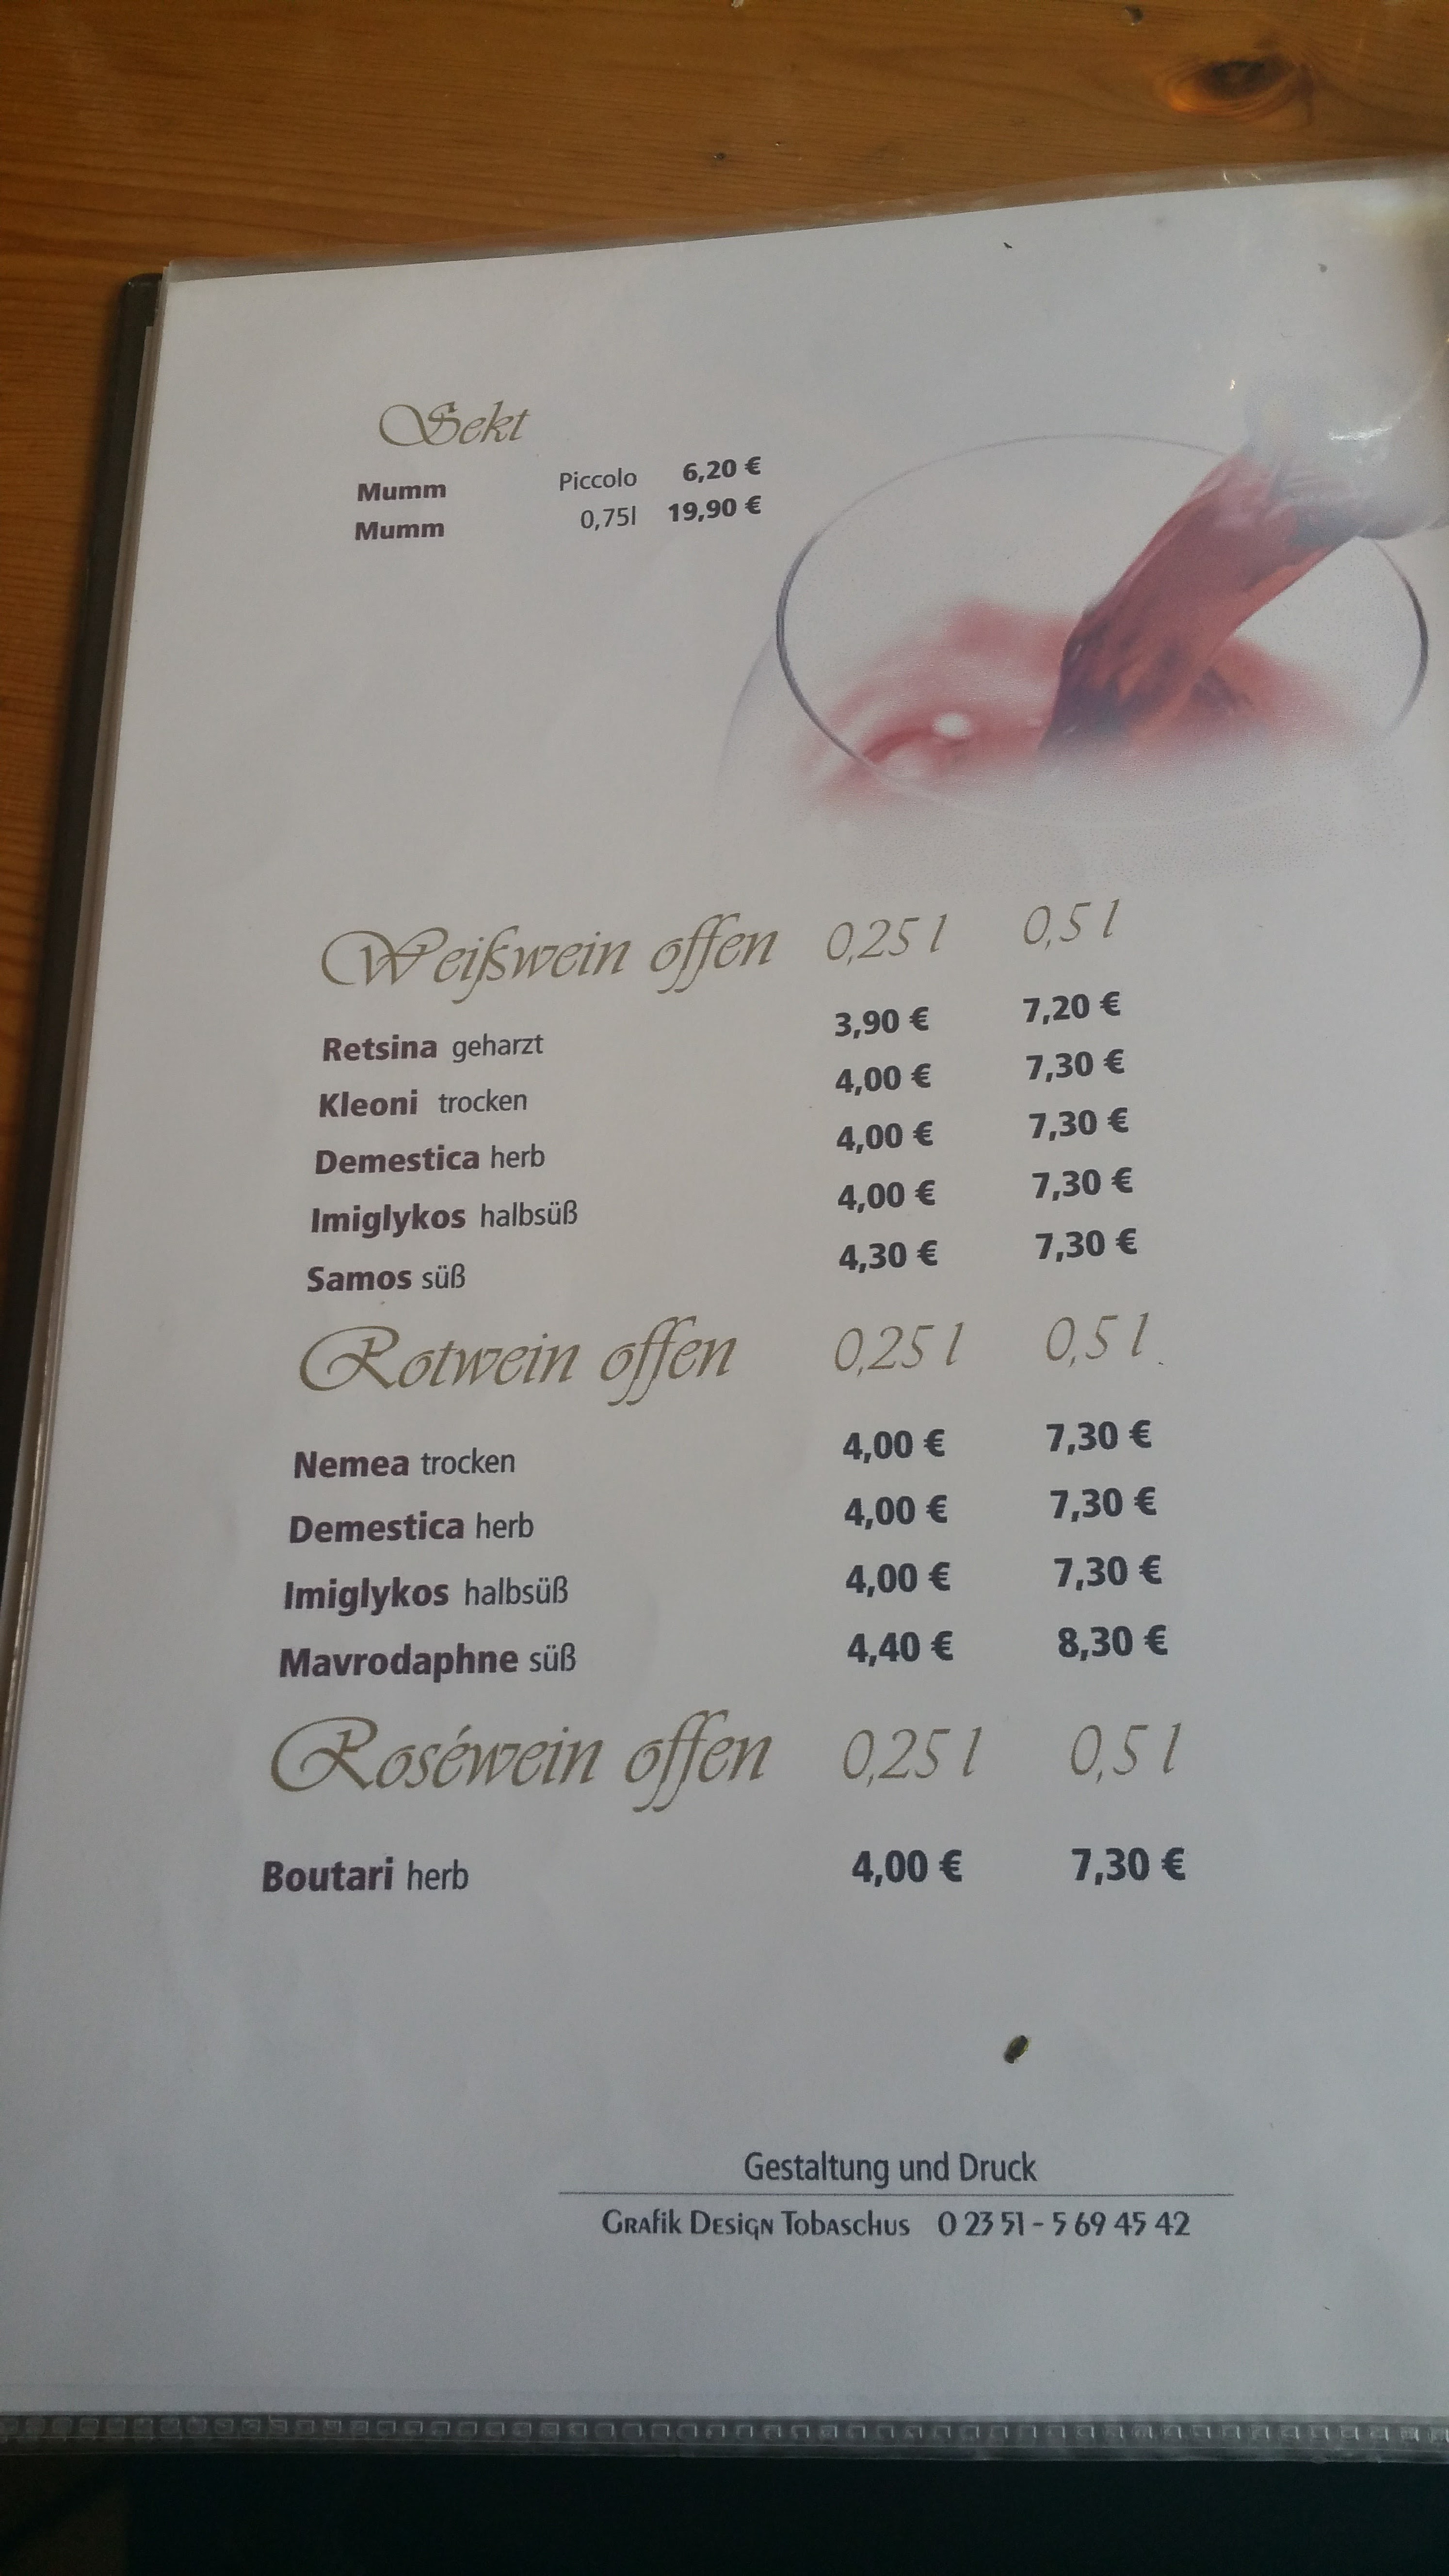 Sekt
Mumm Piccolo 6,20 €
Mumm 0,75l 19,90 €
Weißwein offen 0,25 l 0,5 l
Retsina geharzt 3,90 € 7,20 €
Kleoni trocken 4,00 € 7,30 €
Demestica herb 4,00 € 7,30 €
Imiglykos halbsüß 4,00 € 7,30 €
Samos süß 4,30 € 7,30 €
Rotwein offen 0,25 l 0,5 l
Nemea trocken 4,00 € 7,30 €
Demestica herb 4,00 € 7,30 €
Imiglykos halbsüß 4,00 € 7,30 €
Mavrodaphne süß 4,40 € 8,30 €
Roséwein offen 0,25 l 0,5 l
Boutari herb 4,00 € 7,30 €
Gestaltung und Druck
Grafik Design Tobaschus 0 23 51 - 5 69 45 42